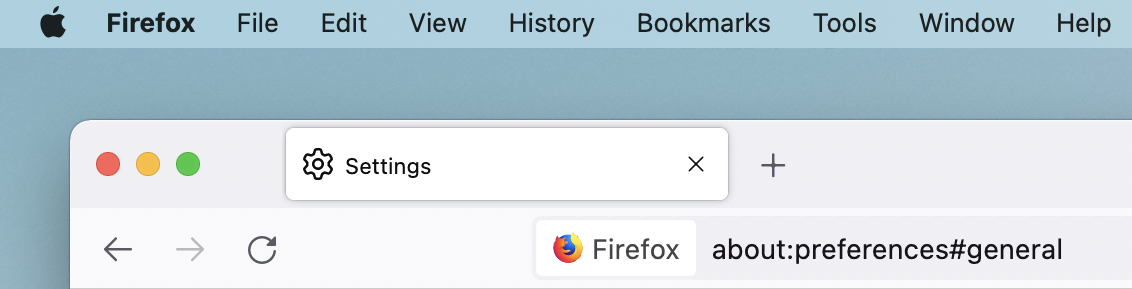 Firefox File Edit View History Bookmarks Tools Window Help
Settings
Firefox about:preferences#general